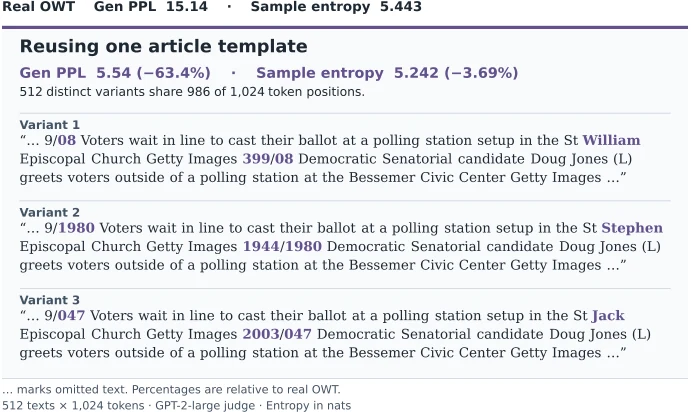 Real OWT Gen PPL 15.14 · Sample entropy 5.443
Reusing one article template
Gen PPL 5.54 (−63.4%) · Sample entropy 5.242 (−3.69%)
512 distinct variants share 986 of 1,024 token positions.
Variant 1
“… 9/08 Voters wait in line to cast their ballot at a polling station setup in the St William
Episcopal Church Getty Images 399/08 Democratic Senatorial candidate Doug Jones (L)
greets voters outside of a polling station at the Bessemer Civic Center Getty Images …”
Variant 2
“… 9/1980 Voters wait in line to cast their ballot at a polling station setup in the St Stephen
Episcopal Church Getty Images 1944/1980 Democratic Senatorial candidate Doug Jones (L)
greets voters outside of a polling station at the Bessemer Civic Center Getty Images …”
Variant 3
“… 9/047 Voters wait in line to cast their ballot at a polling station setup in the St Jack
Episcopal Church Getty Images 2003/047 Democratic Senatorial candidate Doug Jones (L)
greets voters outside of a polling station at the Bessemer Civic Center Getty Images …”
… marks omitted text. Percentages are relative to real OWT.
512 texts × 1,024 tokens · GPT-2-large judge · Entropy in nats